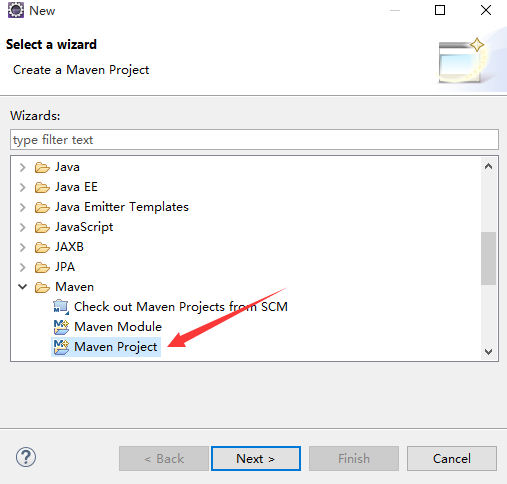 New
Select a wizard
Create a Maven Project
Wizards:
type filter text
Java
Java EE
Java Emitter Templates
JavaScript
JAXB
JPA
Maven
Check out Maven Projects from SCM
Maven Module
Maven Project
< Back
Next >
Finish
Cancel